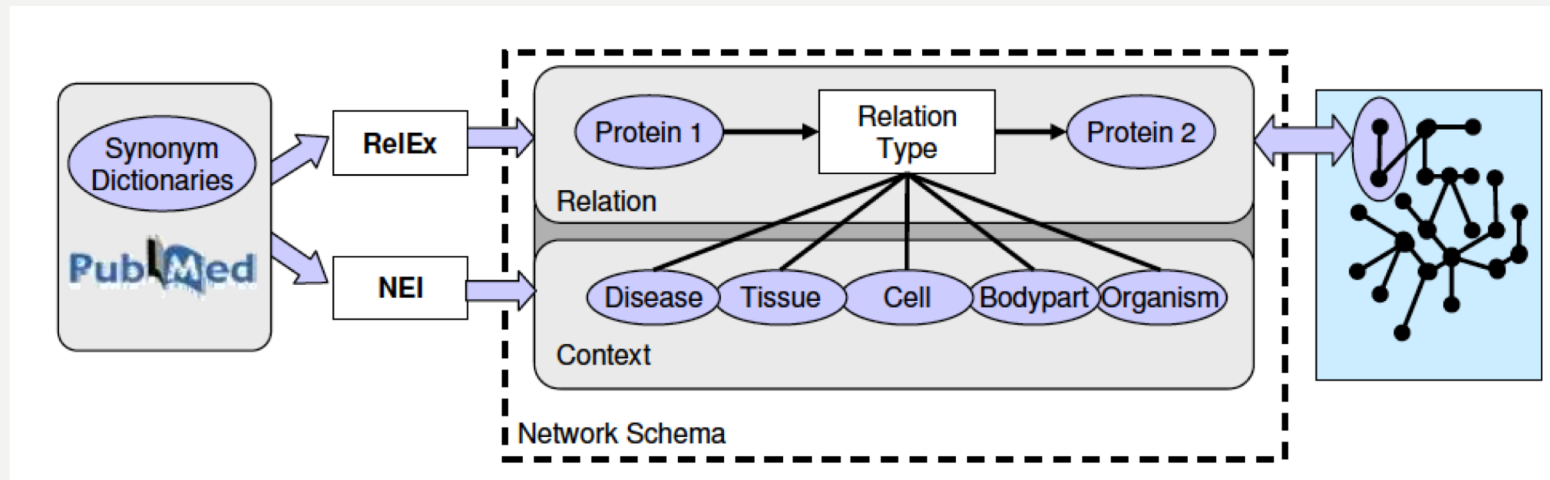 Synonym
Dictionaries
PubMed
RelEx
NEI
Protein 1
Relation
Type
Protein 2
Relation
Disease
Tissue
Cell
Bodypart
Organism
Context
Network Schema